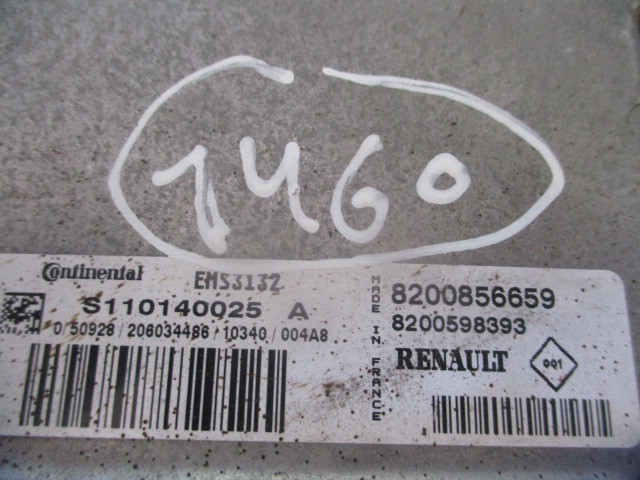 1460
Continental EMS3132
S110140025 A
0/50928/206034486/10340/004A8
MADE IN FRANCE
8200856659
8200598393
RENAULT
001